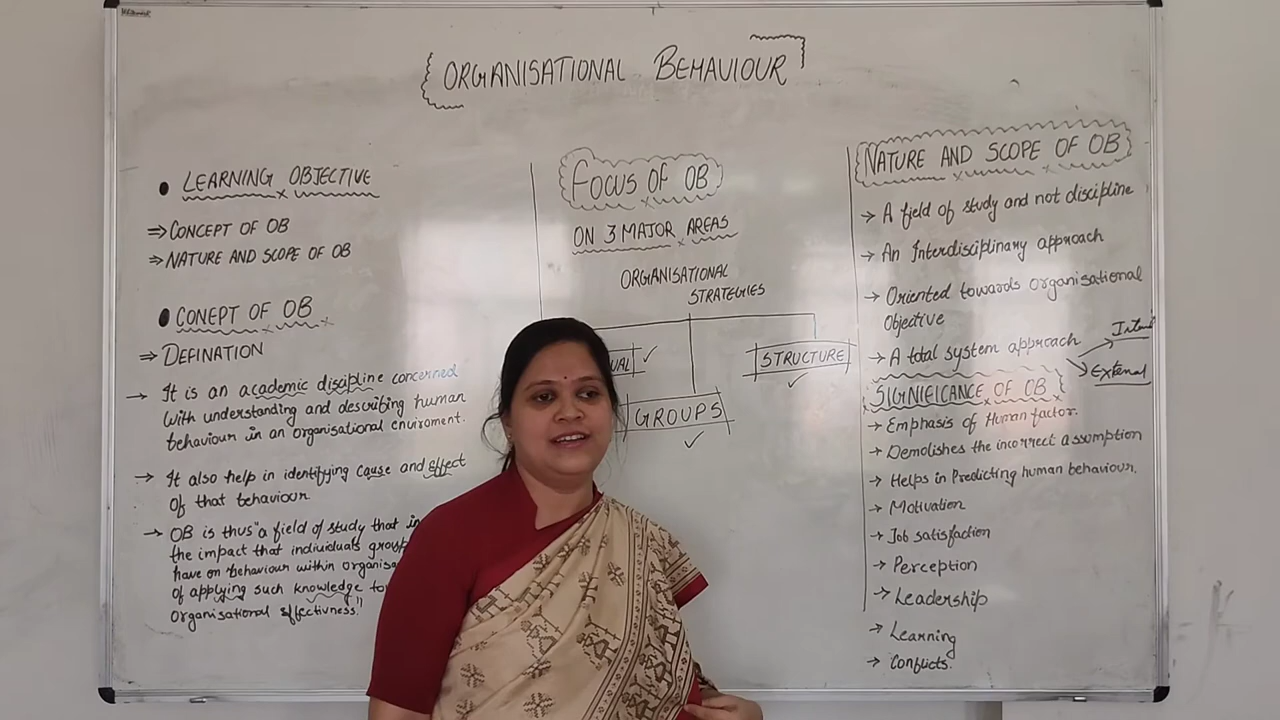 ORGANISATIONAL BEHAVIOUR
• LEARNING OBJECTIVE
⇒ CONCEPT OF OB
⇒ NATURE AND SCOPE OF OB
• CONEPT OF OB
⇒ DEFINATION
→ It is an academic discipline concerned
with understanding and describing human
behaviour in an organisational enviroment.
→ It also help in identifying cause and effect
of that behaviour
→ OB is thus "a field of study that
the impact that individuals
have on behaviour within
of applying such knowledge
organisational effectivness."
FOCUS OF OB
ON 3 MAJOR AREAS
ORGANISATIONAL
STRATEGIES
UAL ✓
STRUCTURE
✓
GROUPS
✓
NATURE AND SCOPE OF OB
→ A field of study and not discipline
→ An Interdisciplinary approach
→ Oriented towards organisational
Objective
→ A total system approach
External
SIGNIFICANCE OF OB
→ Emphasis of Human factor.
→ Demolishes the incorrect assumption
→ Helps in Predicting human behaviour.
→ Motivation
→ Job satisfaction
→ Perception
→ Leadership
→ Learning
→ Conflicts.